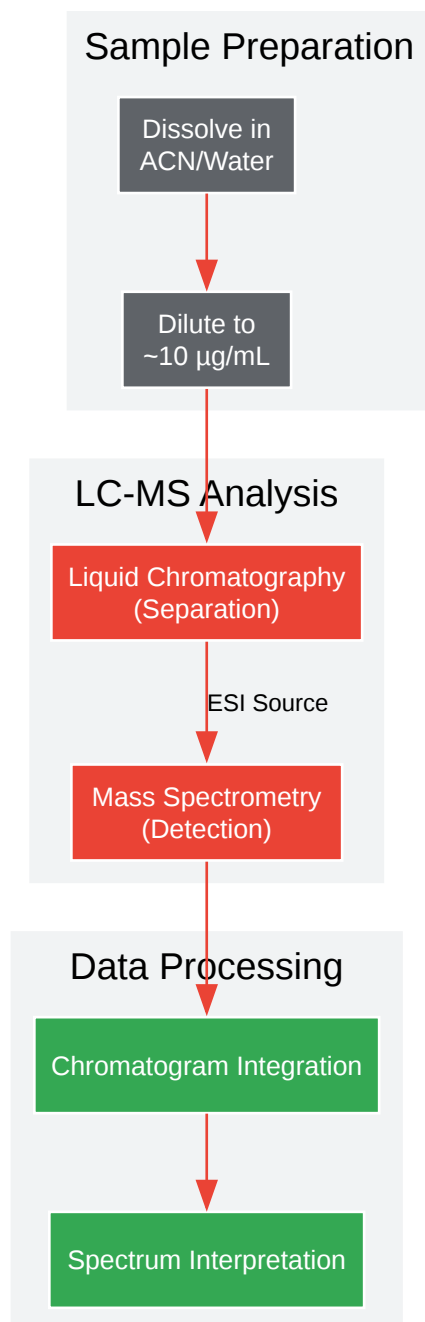 Sample Preparation
Dissolve in
ACN/Water
Dilute to
~10 µg/mL
LC-MS Analysis
Liquid Chromatography
(Separation)
ESI Source
Mass Spectrometry
(Detection)
Data Processing
Chromatogram Integration
Spectrum Interpretation